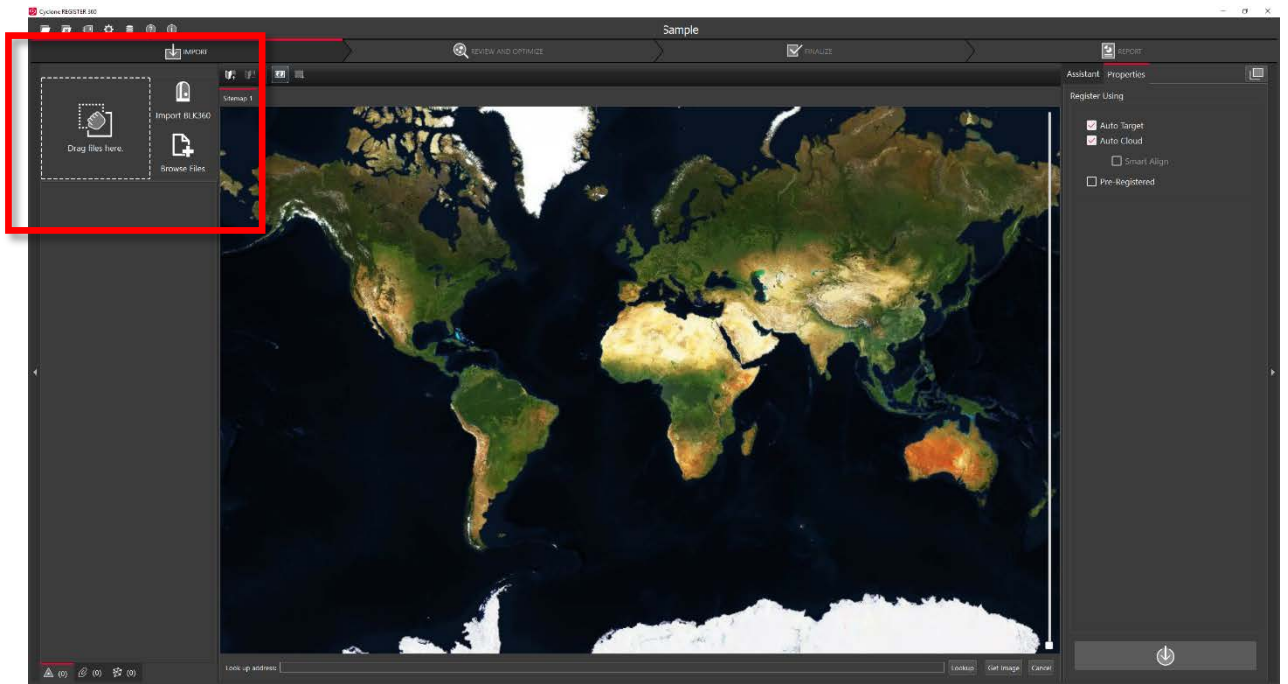 Cyclone REGISTER 360
Sample
IMPORT
REVIEW AND OPTIMIZE
FINALIZE
REPORT
Drag files here.
Import BLK360
Browse Files
Sitemap 1
Assistant Properties
Register Using
Auto Target
Auto Cloud
Smart Align
Pre-Registered
(0) (0) (0)
Look up address:
Lookup Get Image Cancel